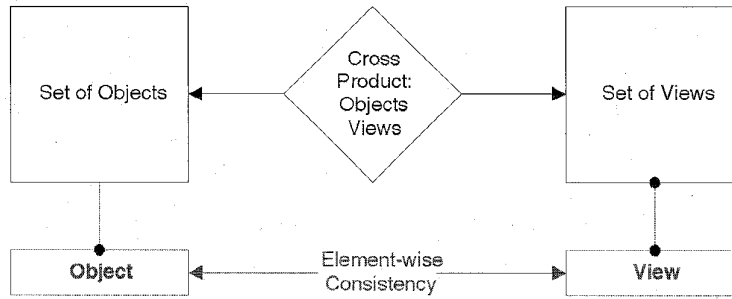 Cross
Product:
Set of Objects
Objects
Set of Views
Views
Element-wise
Object
View
Consistency